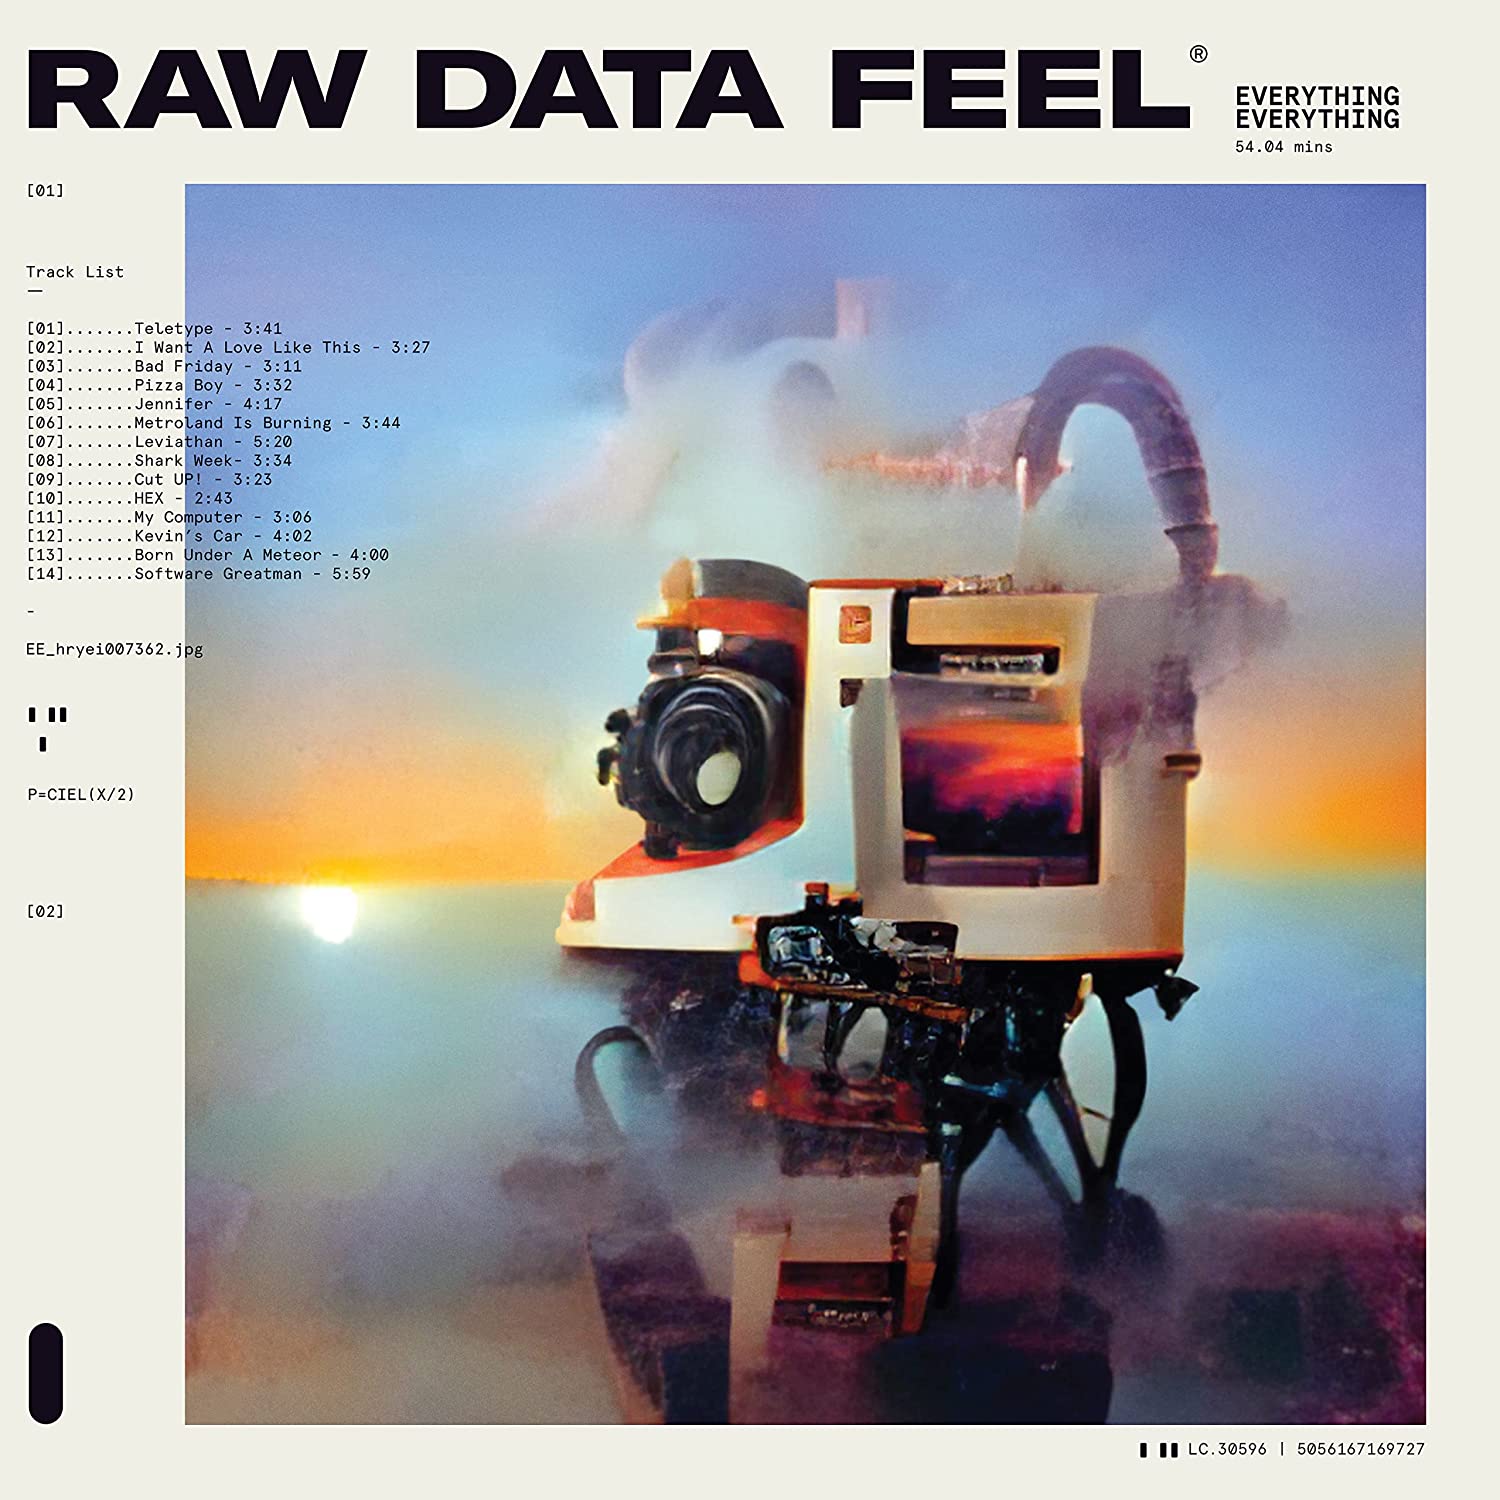 RAW DATA FEEL®
EVERYTHING
EVERYTHING
54.04 mins
[01]
Track List
—
[01].......Teletype - 3:41
[02].......I Want A Love Like This - 3:27
[03].......Bad Friday - 3:11
[04].......Pizza Boy - 3:32
[05].......Jennifer - 4:17
[06].......Metroland Is Burning - 3:44
[07].......Leviathan - 5:20
[08].......Shark Week- 3:34
[09].......Cut UP! - 3:23
[10].......HEX - 2:43
[11].......My Computer - 3:06
[12].......Kevin's Car - 4:02
[13].......Born Under A Meteor - 4:00
[14].......Software Greatman - 5:59
-
EE_hryei007362.jpg
P=CIEL(X/2)
[02]
LC.30596 | 5056167169727